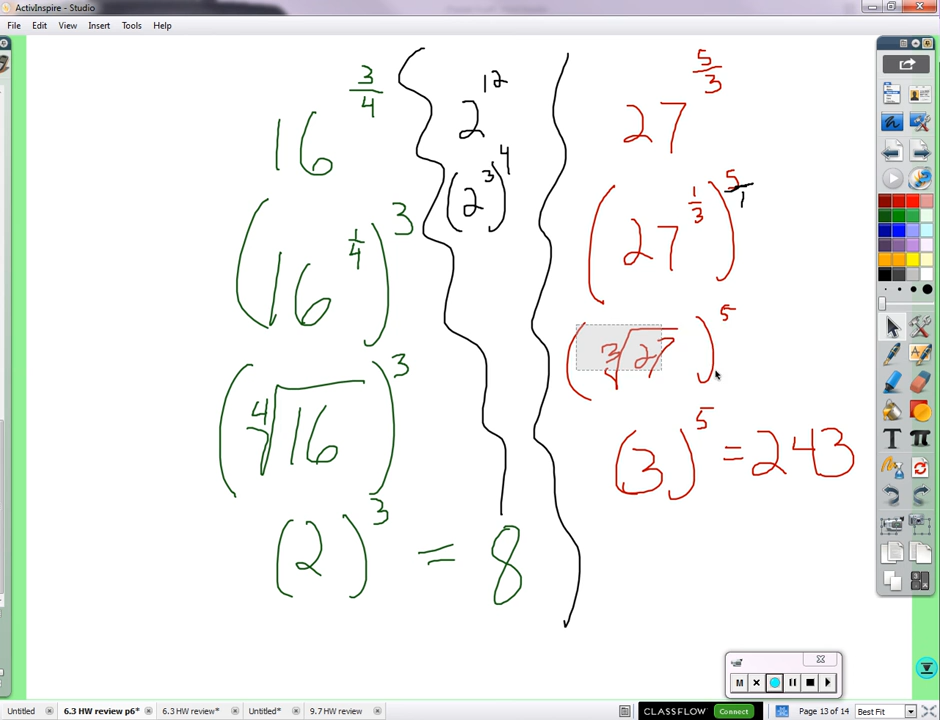 ActivInspire - Studio
File Edit View Insert Tools Help
16^{3/4}
(16^{1/4})^3
(∜16)^3
(2)^3 = 8
2^{12}
(2^3)^4
27^{5/3}
(27^{1/3})^{5/1}
(∛27)^5
(3)^5 = 243
M
Untitled 6.3 HW review p6* 6.3 HW review* Untitled* 9.7 HW review CLASSFLOW Connect Page 13 of 14 Best Fit